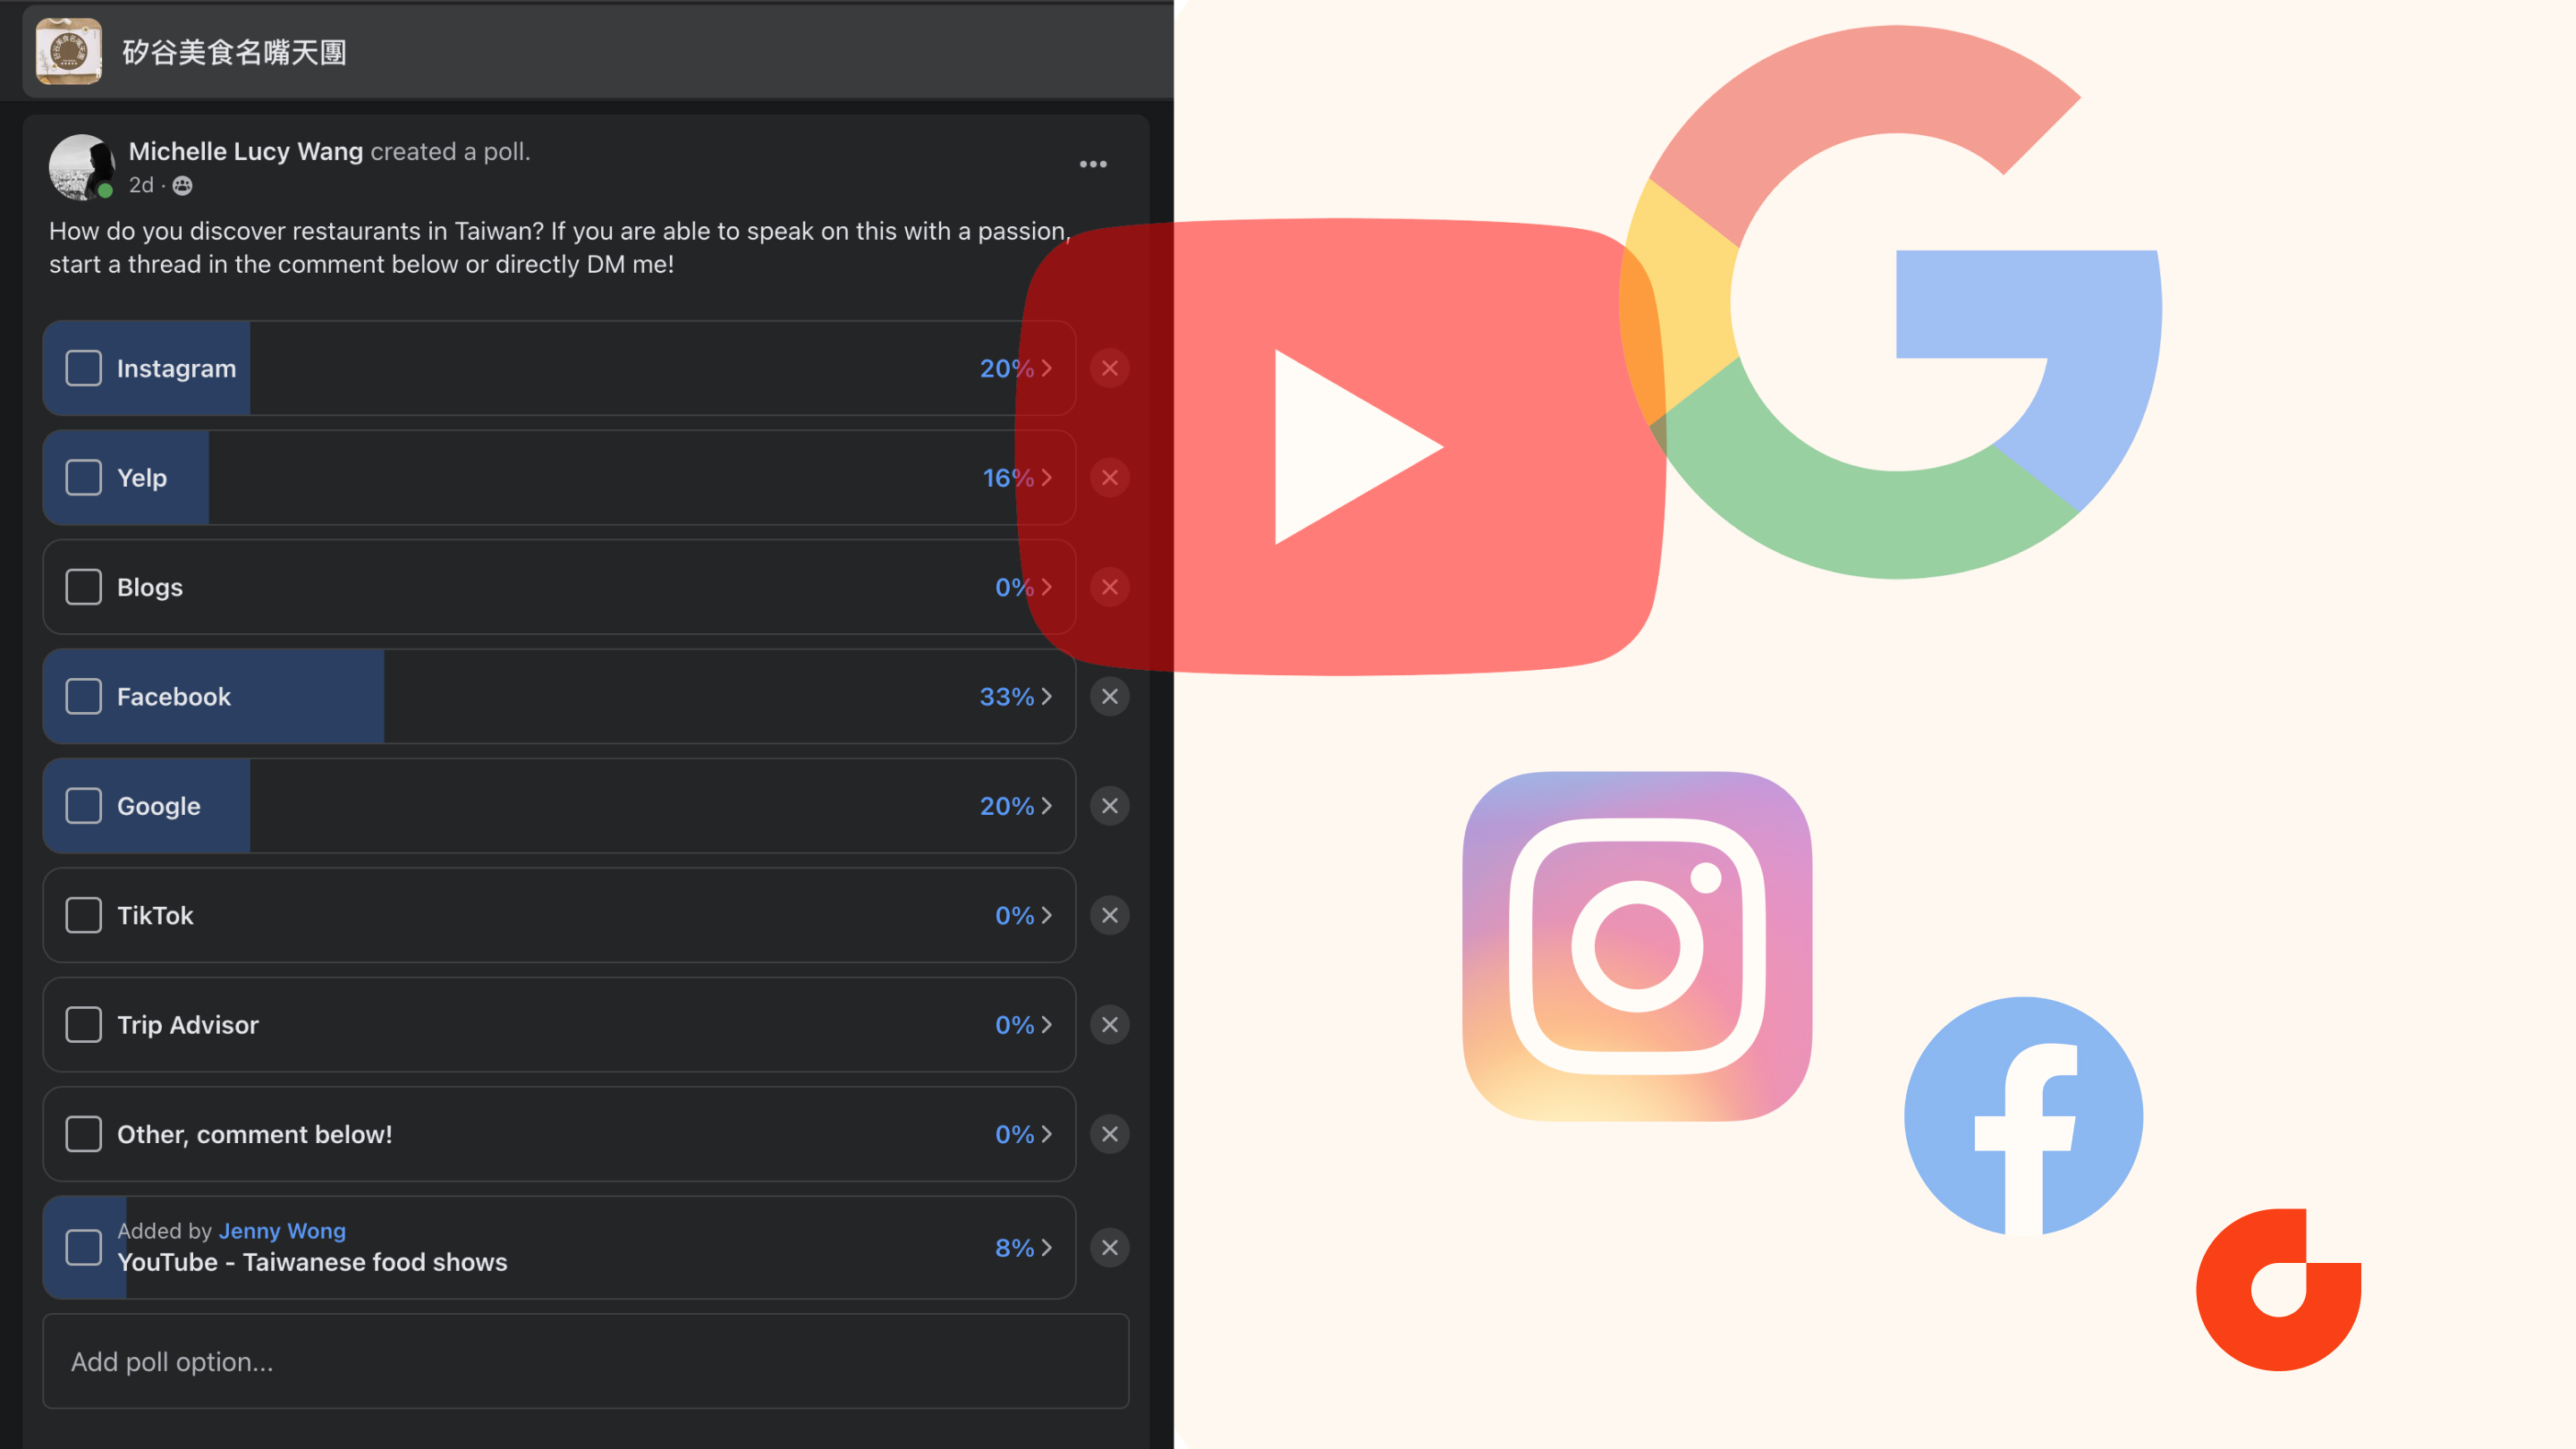 矽谷美食名嘴天團
Michelle Lucy Wang created a poll.
2d ·
How do you discover restaurants in Taiwan? If you are able to speak on this with a passion,
start a thread in the comment below or directly DM me!
Instagram 20%
Yelp 16%
Blogs 0%
Facebook 33%
Google 20%
TikTok 0%
Trip Advisor 0%
Other, comment below! 0%
Added by Jenny Wong
YouTube - Taiwanese food shows 8%
Add poll option...